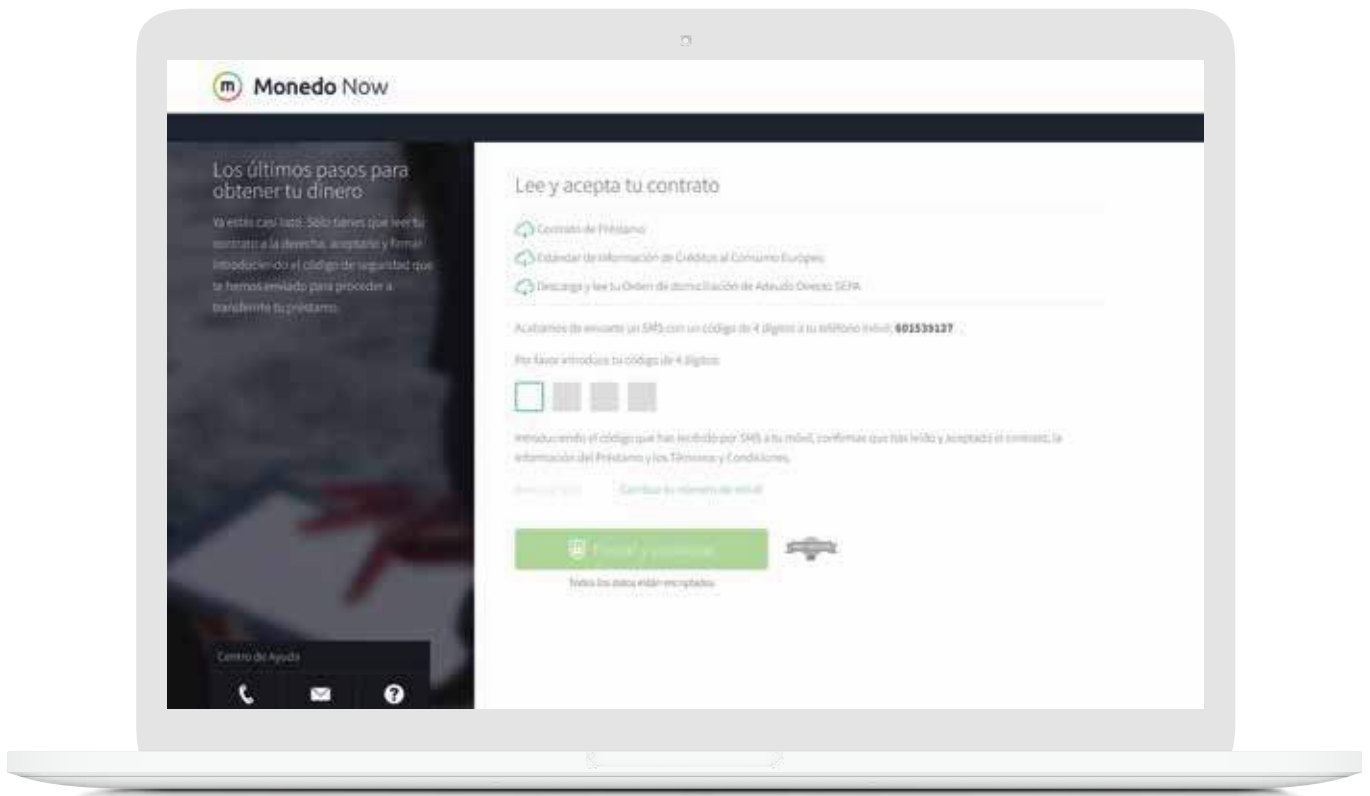 m Monedo Now
Los últimos pasos para
obtener tu dinero
Ya estás casi listo. Sólo tienes que leer tu
contrato a la derecha, aceptarlo y firmar
introduciendo el código de seguridad que
te hemos enviado para proceder a
transferirte tu préstamo.
Centro de Ayuda
?
Lee y acepta tu contrato
Contrato de Préstamo
Estándar de Información de Créditos al Consumo Europeo
Descarga y lee tu Orden de domiciliación de Adeudo Directo SEPA
Acabamos de enviarte un SMS con un código de 4 dígitos a tu teléfono móvil: 601539137
Por favor introduce tu código de 4 dígitos:
Introduciendo el código que has recibido por SMS a tu móvil, confirmas que has leído y aceptado el contrato, la
información del Préstamo y los Términos y Condiciones.
Cambiar tu número de móvil
Firmar y continuar
Todos los datos están encriptados